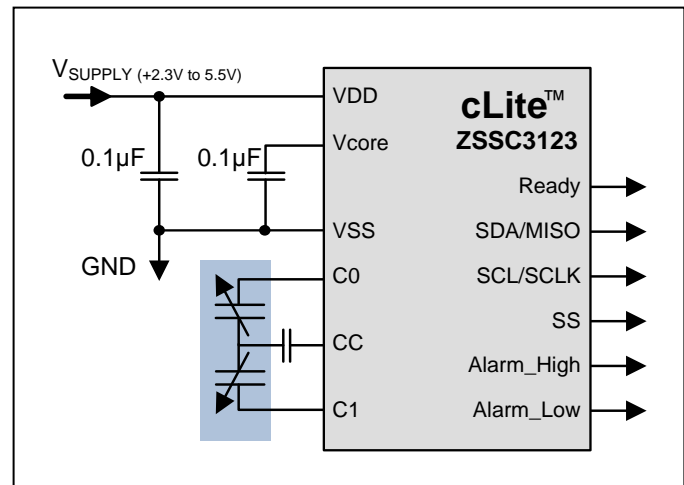 VSUPPLY (+2.3V to 5.5V)
cLite™
ZSSC3123
VDD
Vcore
0.1µF
0.1µF
Ready
VSS
SDA/MISO
GND
C0
SCL/SCLK
SS
CC
Alarm_High
C1
Alarm_Low